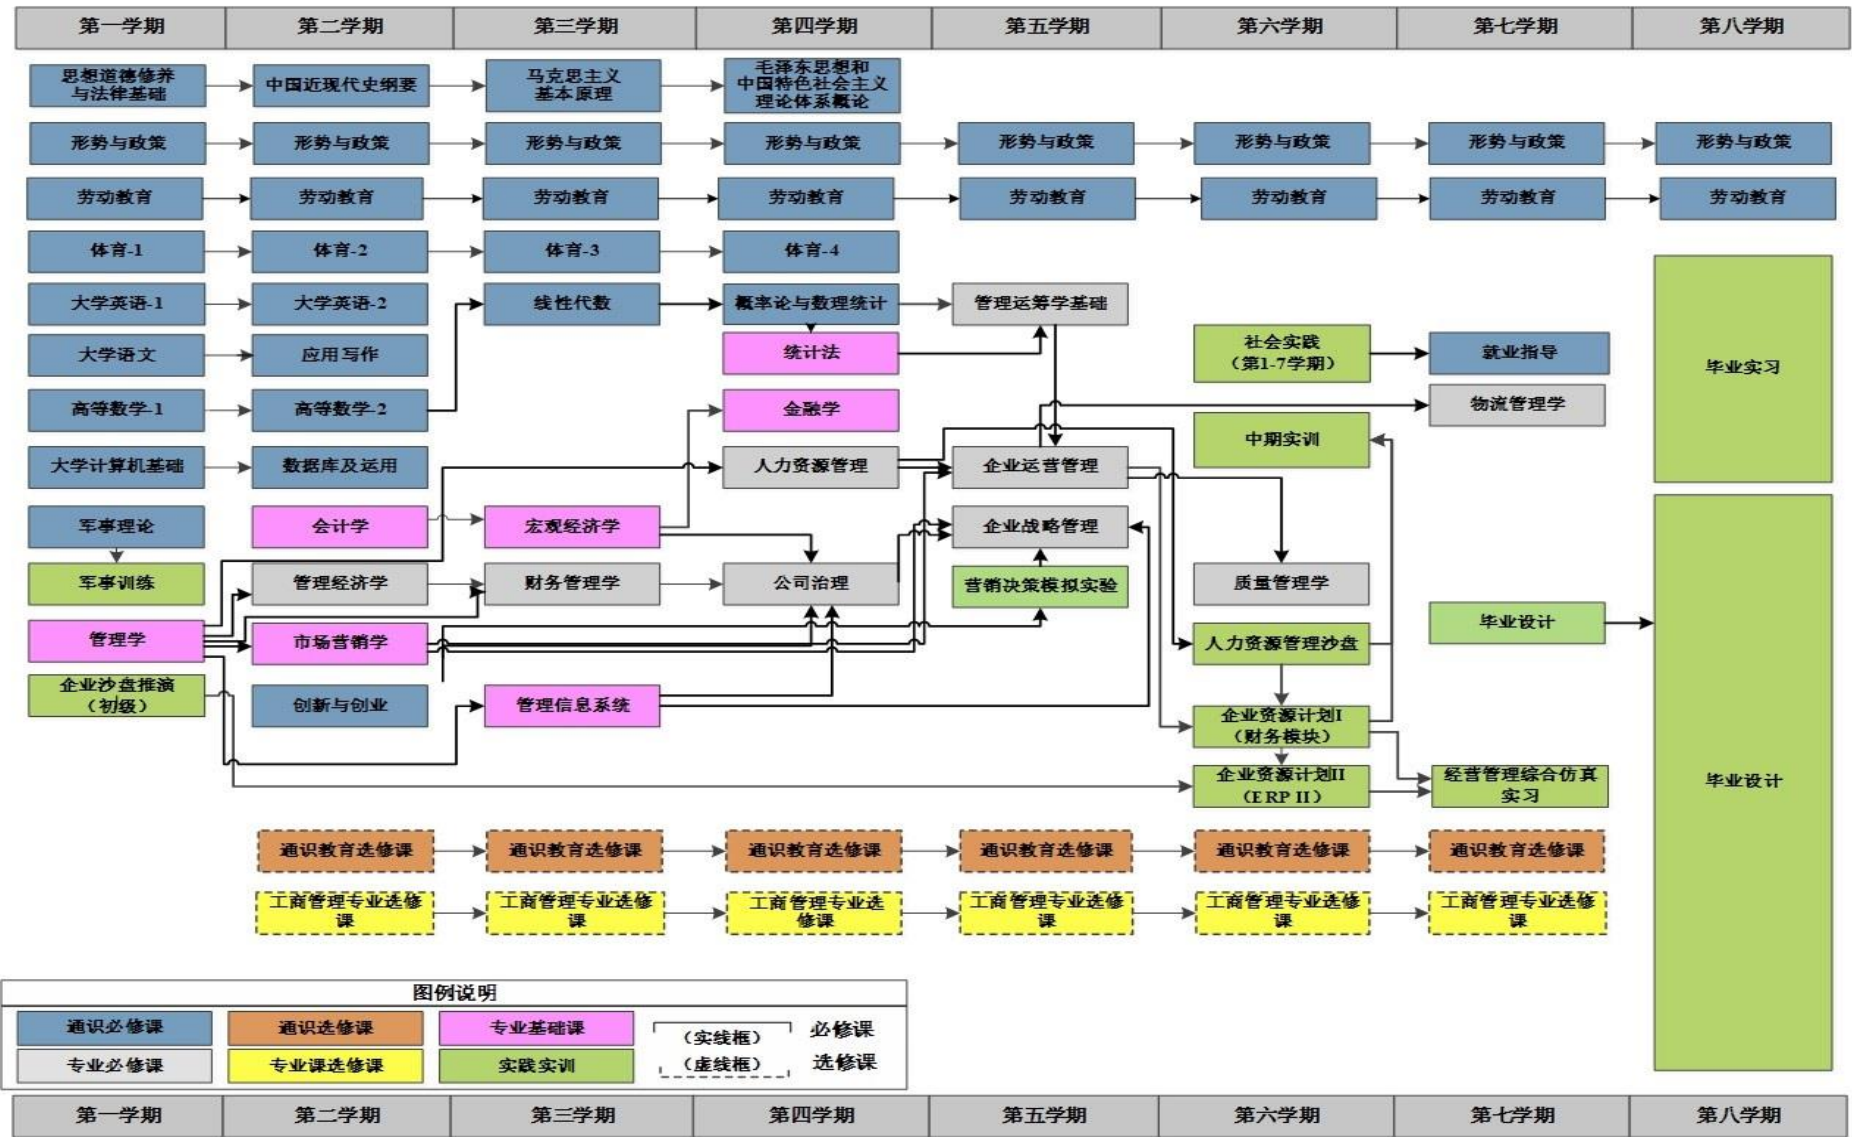 第一学期
第二学期
第三学期
第四学期
第五学期
第六学期
第七学期
第八学期
思想道德修养
与法律基础
中国近现代史纲要
马克思主义
基本原理
毛泽东思想和
中国特色社会主义
理论体系概论
形势与政策
形势与政策
形势与政策
形势与政策
形势与政策
形势与政策
形势与政策
形势与政策
劳动教育
劳动教育
劳动教育
劳动教育
劳动教育
劳动教育
劳动教育
劳动教育
体育-1
体育-2
体育-3
体育-4
大学英语-1
大学英语-2
线性代数
概率论与数理统计
管理运筹学基础
大学语文
应用写作
统计法
社会实践
（第1-7学期）
就业指导
毕业实习
高等数学-1
高等数学-2
金融学
中期实训
物流管理学
大学计算机基础
数据库及运用
人力资源管理
企业运营管理
军事理论
会计学
宏观经济学
企业战略管理
军事训练
管理经济学
财务管理学
公司治理
营销决策模拟实验
质量管理学
管理学
市场营销学
人力资源管理沙盘
毕业设计
企业沙盘推演
（初级）
创新与创业
管理信息系统
企业资源计划I
（财务模块）
企业资源计划II
（ERP II）
经营管理综合仿真
实习
毕业设计
通识教育选修课
通识教育选修课
通识教育选修课
通识教育选修课
通识教育选修课
通识教育选修课
工商管理专业选修
课
工商管理专业选修
课
工商管理专业选
修课
工商管理专业选修
课
工商管理专业选修
课
工商管理专业选修
课
图例说明
通识必修课
通识选修课
专业基础课
（实线框）
必修课
专业必修课
专业课选修课
实践实训
（虚线框）
选修课
第一学期
第二学期
第三学期
第四学期
第五学期
第六学期
第七学期
第八学期